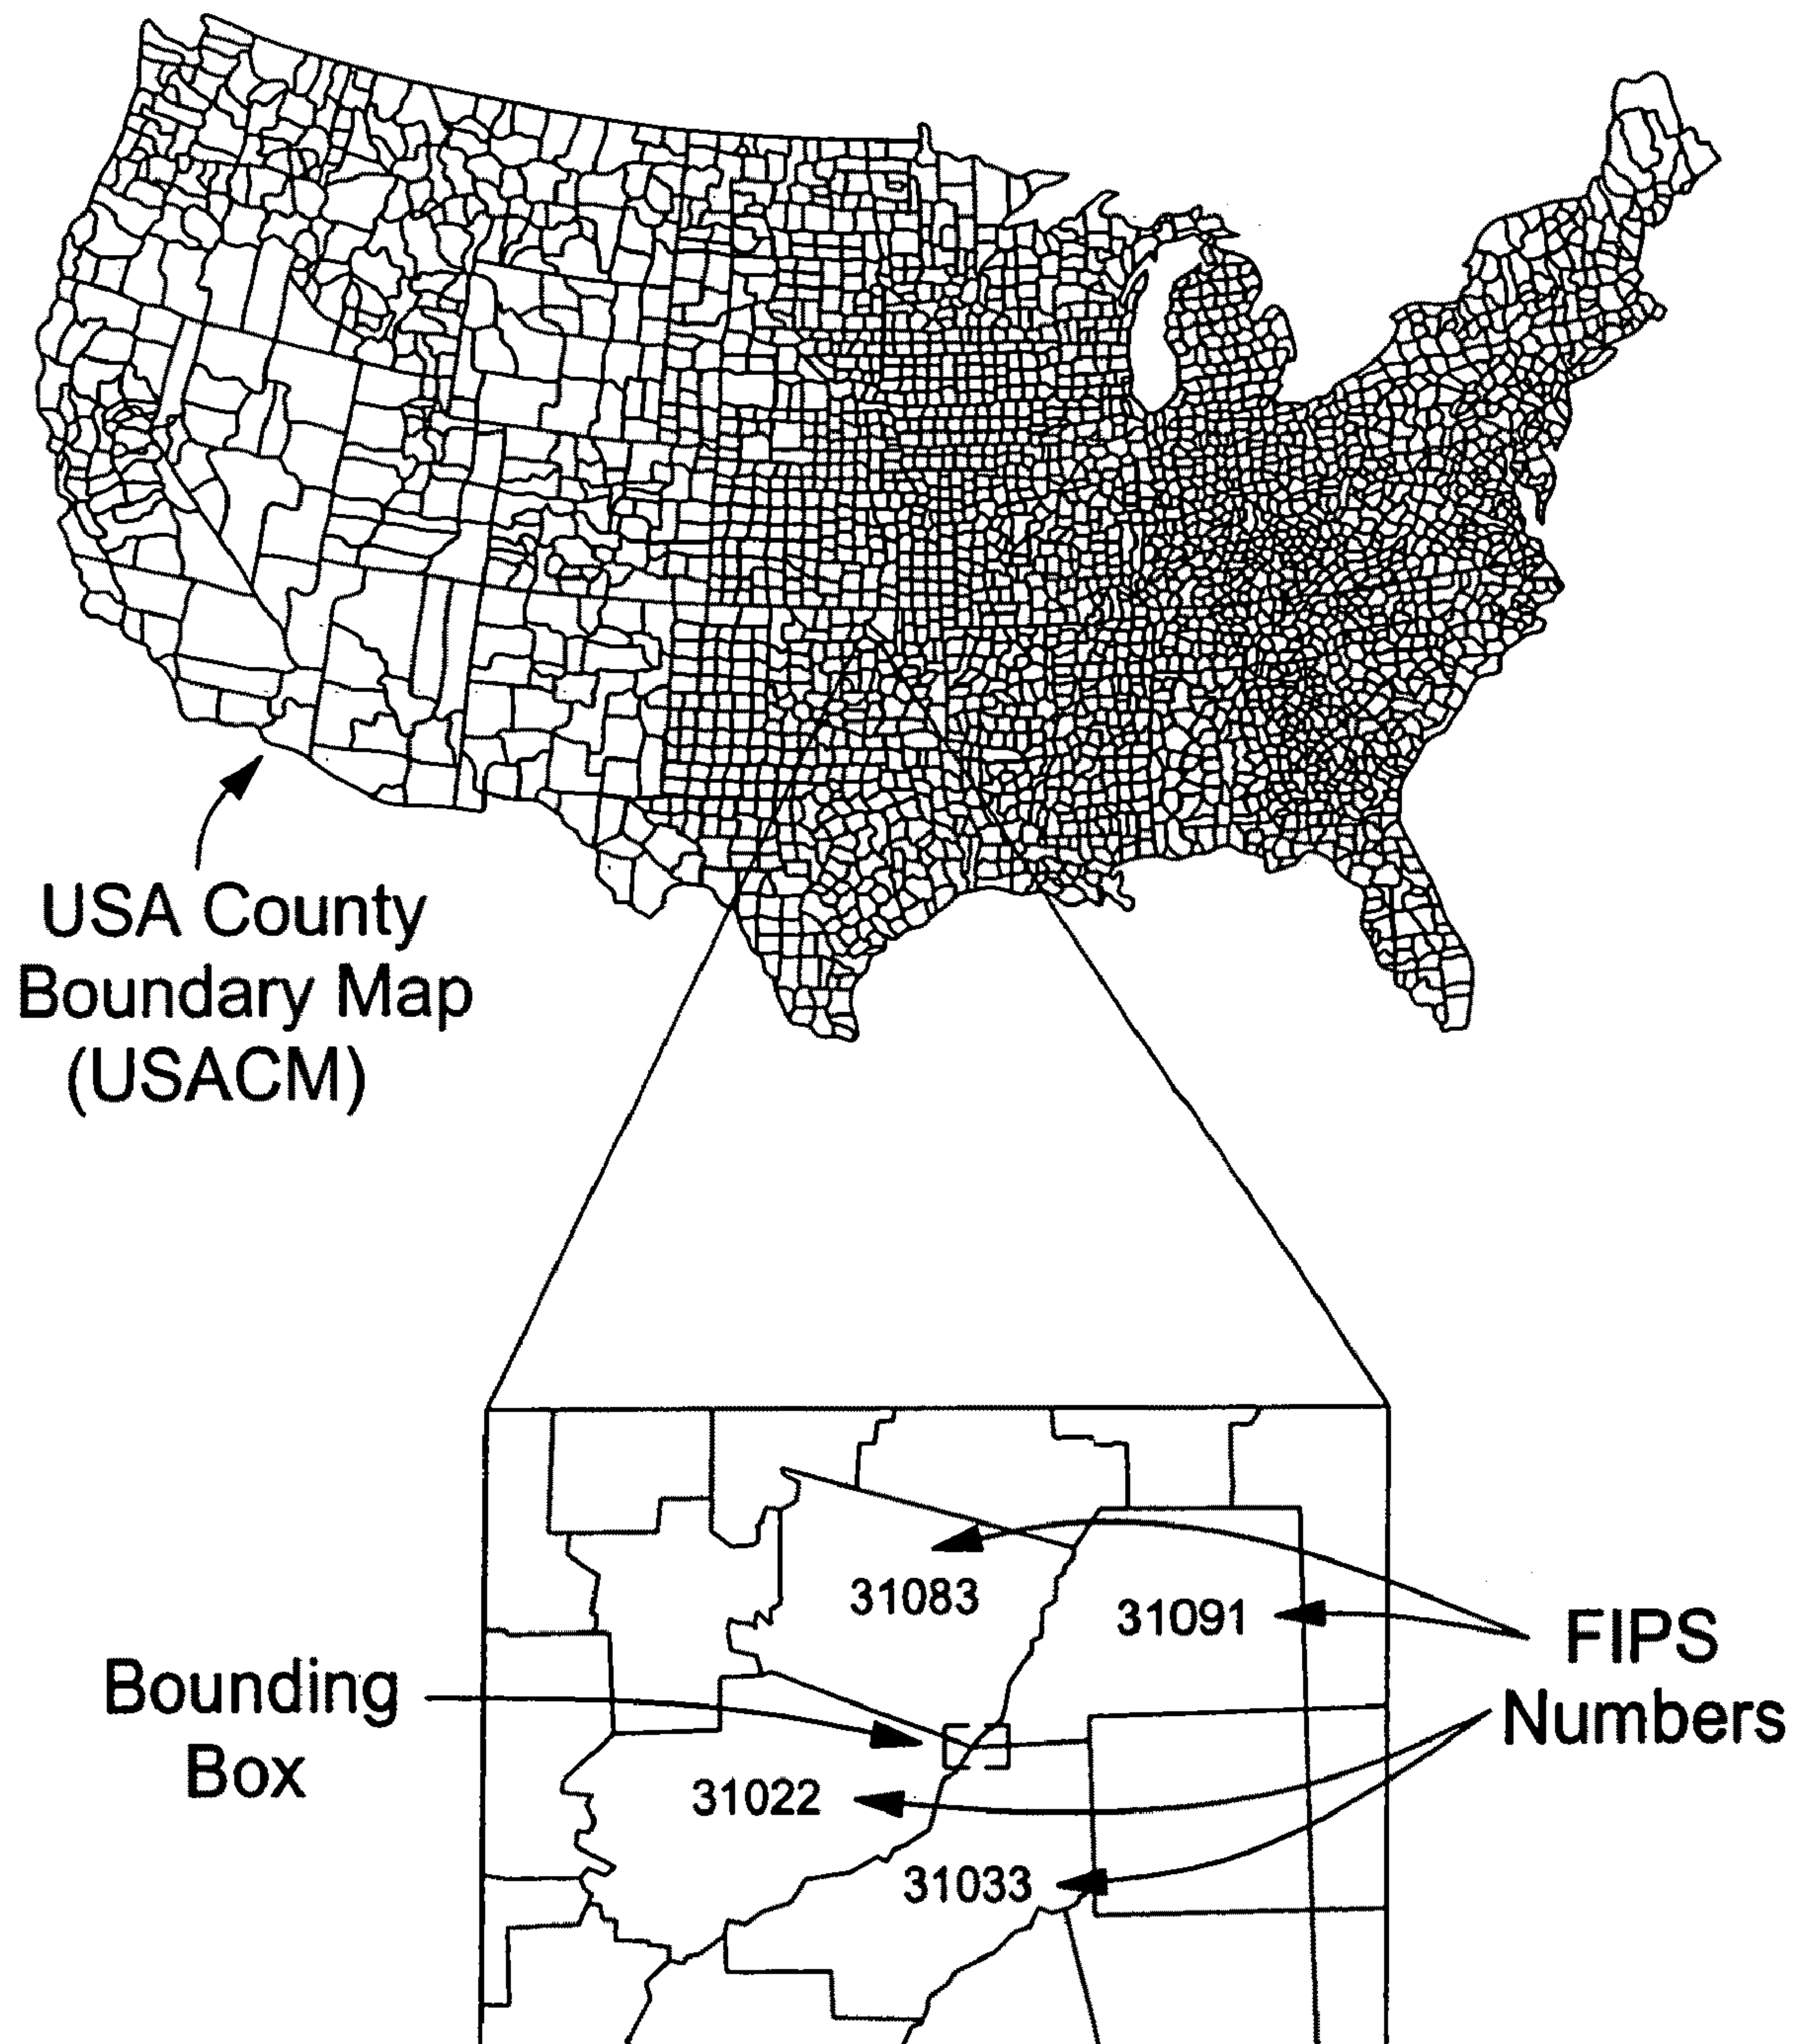 USA County
Boundary Map
(USACM)
31083
31091
FIPS
Numbers
Bounding
Box
31022
31033